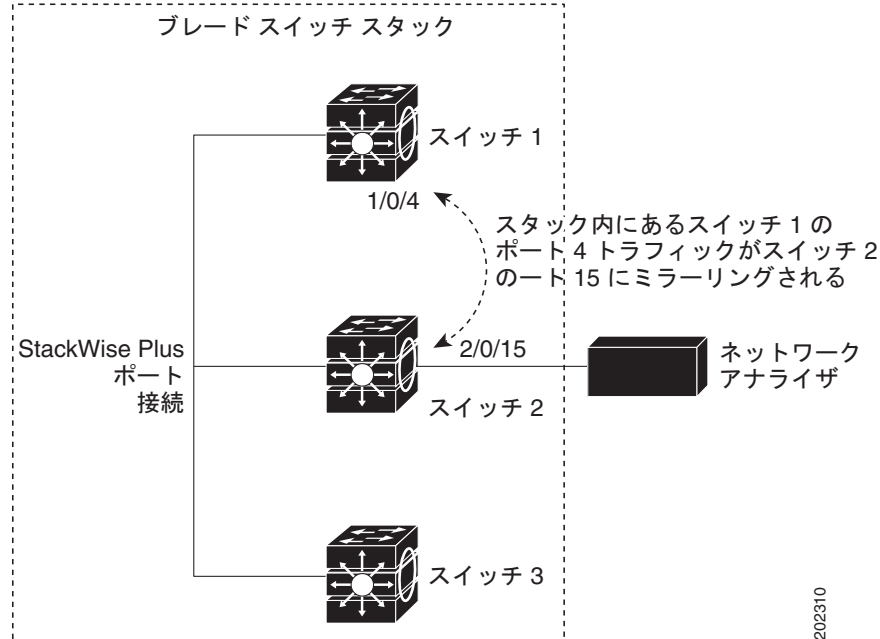 ブレード スイッチ スタック
スイッチ 1
1/0/4
スタック内にあるスイッチ 1 の
ポート 4 トラフィックがスイッチ 2
のート 15 にミラーリングされる
StackWise Plus
ポート
接続
2/0/15
スイッチ 2
ネットワーク
アナライザ
スイッチ 3
202310